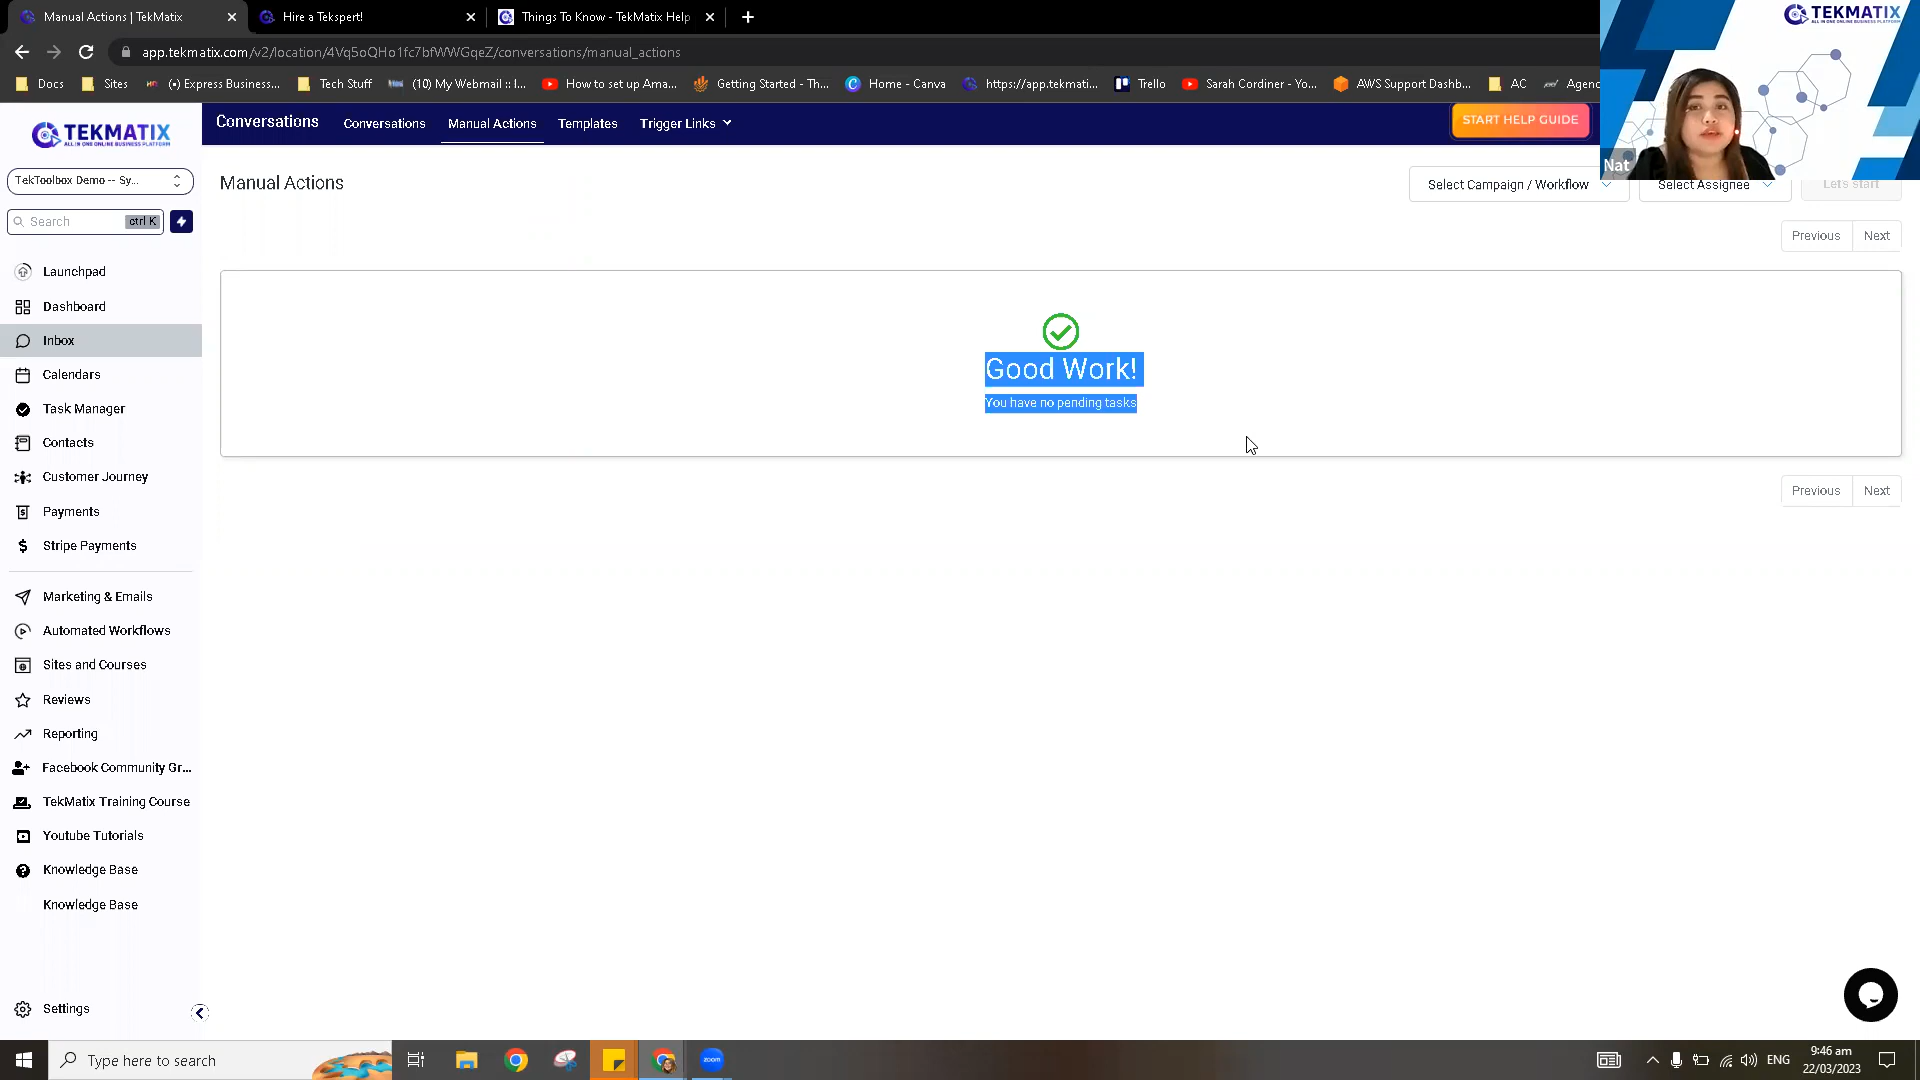 Manual Actions | TekMatix
Hire a Tekspert!
Things To Know - TekMatix Help
app.tekmatix.com/v2/location/4Vq5oQHo1fc7bfWWGqeZ/conversations/manual_actions
Docs
Sites
(•) Express Business...
Tech Stuff
(10) My Webmail :: I...
How to set up Ama...
Getting Started - Th...
Home - Canva
https://app.tekmati...
Trello
Sarah Cordiner - Yo...
AWS Support Dashb...
AC
Agenc
TEKMATIX
Nat
TEKMATIX
ALL IN ONE ONLINE BUSINESS PLATFORM
Conversations
Conversations
Manual Actions
Templates
Trigger Links
START HELP GUIDE
TekToolbox Demo -- Sy...
Search
ctrl K
Manual Actions
Select Campaign / Workflow
Select Assignee
Let's start
Previous
Next
Good Work!
You have no pending tasks
Previous
Next
Launchpad
Dashboard
Inbox
Calendars
Task Manager
Contacts
Customer Journey
Payments
Stripe Payments
Marketing & Emails
Automated Workflows
Sites and Courses
Reviews
Reporting
Facebook Community Gr...
TekMatix Training Course
Youtube Tutorials
Knowledge Base
Knowledge Base
Settings
Type here to search
zoom
ENG
9:46 am
22/03/2023